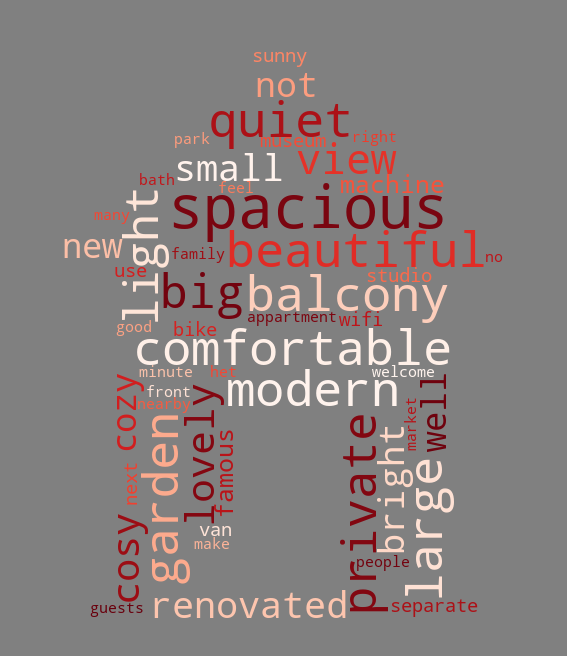 sunny
not
quiet
park
museum
right
small
view
bath
feel
machine
many
light
spacious
new
family
beautiful
no
use
studio
big
balcony
good
bike
appartment
wifi
comfortable
minute
het
welcome
front
modern
nearby
cozy
lovely
market
well
next
garden
famous
private
bright
large
van
make
cosy
people
guests
renovated
separate